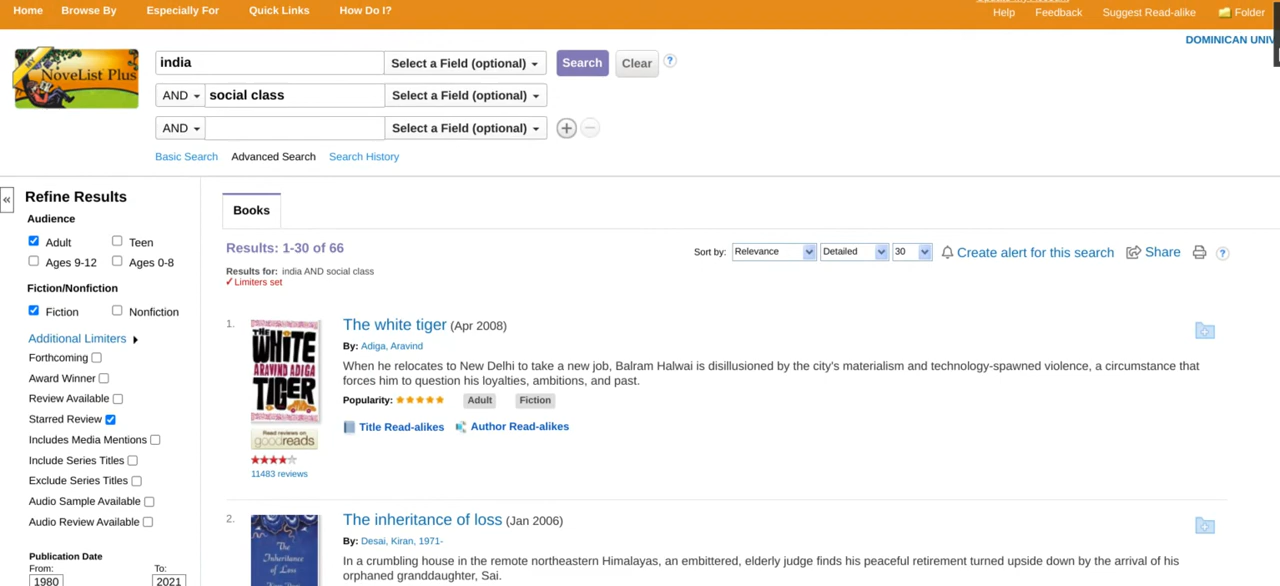 Home Browse By Especially For Quick Links How Do I?
Help Feedback Suggest Read-alike Folder
DOMINICAN UNIV
MY NoveList Plus
india Select a Field (optional) Search Clear ?
AND social class Select a Field (optional)
AND Select a Field (optional)
Basic Search Advanced Search Search History
«
Refine Results
Audience
Adult Teen
Ages 9-12 Ages 0-8
Fiction/Nonfiction
Fiction Nonfiction
Additional Limiters
Forthcoming
Award Winner
Review Available
Starred Review
Includes Media Mentions
Include Series Titles
Exclude Series Titles
Audio Sample Available
Audio Review Available
Publication Date
From: To:
1980 2021
Books
Results: 1-30 of 66
Sort by: Relevance Detailed 30 Create alert for this search Share ?
Results for: india AND social class
Limiters set
1.
THE
WHITE
ARAVIND ADIGA
TIGER
Read reviews on
goodreads
11483 reviews
The white tiger (Apr 2008)
By: Adiga, Aravind
When he relocates to New Delhi to take a new job, Balram Halwai is disillusioned by the city's materialism and technology-spawned violence, a circumstance that
forces him to question his loyalties, ambitions, and past.
Popularity: Adult Fiction
Title Read-alikes Author Read-alikes
2.
The
Inheritance
of Loss
The inheritance of loss (Jan 2006)
By: Desai, Kiran, 1971-
In a crumbling house in the remote northeastern Himalayas, an embittered, elderly judge finds his peaceful retirement turned upside down by the arrival of his
orphaned granddaughter, Sai.